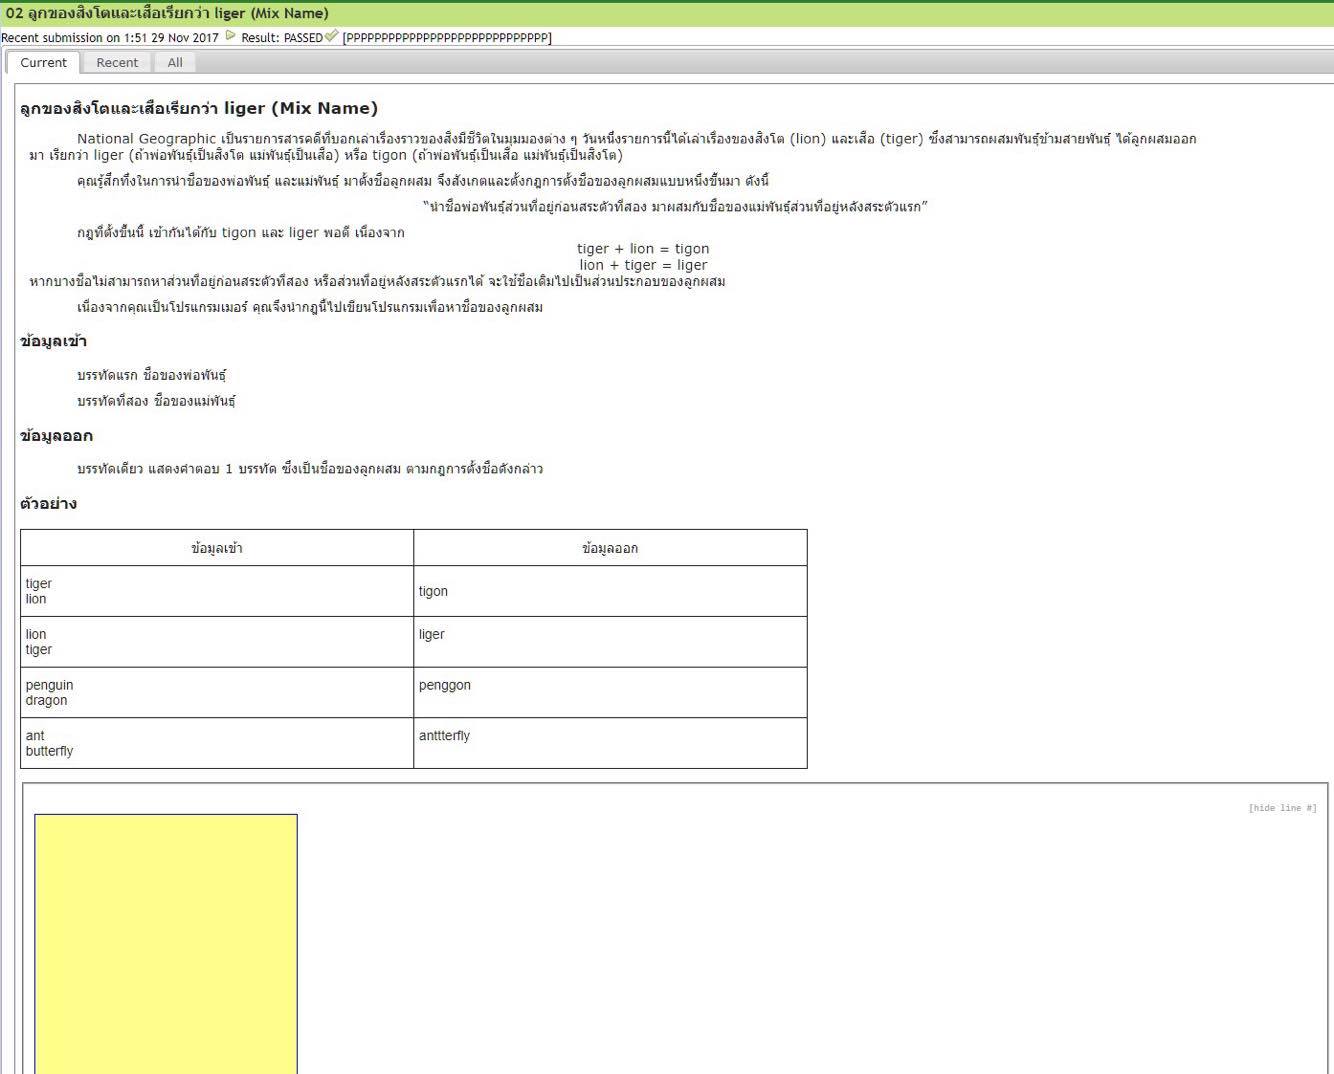 02 ลูกของสิงโตและเสือเรียกว่า liger (Mix Name)
Recent submission on 1:51 29 Nov 2017 Result: PASSED [PPPPPPPPPPPPPPPPPPPPPPPPPPPPPP]
Current Recent All
ลูกของสิงโตและเสือเรียกว่า liger (Mix Name)
National Geographic เป็นรายการสารคดีที่บอกเล่าเรื่องราวของสิ่งมีชีวิตในมุมมองต่าง ๆ วันหนึ่งรายการนี้ได้เล่าเรื่องของสิงโต (lion) และเสือ (tiger) ซึ่งสามารถผสมพันธุ์ข้ามสายพันธุ์ ได้ลูกผสมออก
มา เรียกว่า liger (ถ้าพ่อพันธุ์เป็นสิงโต แม่พันธุ์เป็นเสือ) หรือ tigon (ถ้าพ่อพันธุ์เป็นเสือ แม่พันธุ์เป็นสิงโต)
คุณรู้สึกทึ่งในการนำชื่อของพ่อพันธุ์ และแม่พันธุ์ มาตั้งชื่อลูกผสม จึงสังเกตและตั้งกฎการตั้งชื่อของลูกผสมแบบหนึ่งขึ้นมา ดังนี้
“นำชื่อพ่อพันธุ์ส่วนที่อยู่ก่อนสระตัวที่สอง มาผสมกับชื่อของแม่พันธุ์ส่วนที่อยู่หลังสระตัวแรก”
กฎที่ตั้งขึ้นนี้ เข้ากันได้กับ tigon และ liger พอดี เนื่องจาก
tiger + lion = tigon
lion + tiger = liger
หากบางชื่อไม่สามารถหาส่วนที่อยู่ก่อนสระตัวที่สอง หรือส่วนที่อยู่หลังสระตัวแรกได้ จะใช้ชื่อเดิมไปเป็นส่วนประกอบของลูกผสม
เนื่องจากคุณเป็นโปรแกรมเมอร์ คุณจึงนำกฎนี้ไปเขียนโปรแกรมเพื่อหาชื่อของลูกผสม
ข้อมูลเข้า
บรรทัดแรก ชื่อของพ่อพันธุ์
บรรทัดที่สอง ชื่อของแม่พันธุ์
ข้อมูลออก
บรรทัดเดียว แสดงคำตอบ 1 บรรทัด ซึ่งเป็นชื่อของลูกผสม ตามกฎการตั้งชื่อดังกล่าว
ตัวอย่าง
ข้อมูลเข้า ข้อมูลออก
tiger
lion
tigon
lion
tiger
liger
penguin
dragon
penggon
ant
butterfly
anttterfly
[hide line #]